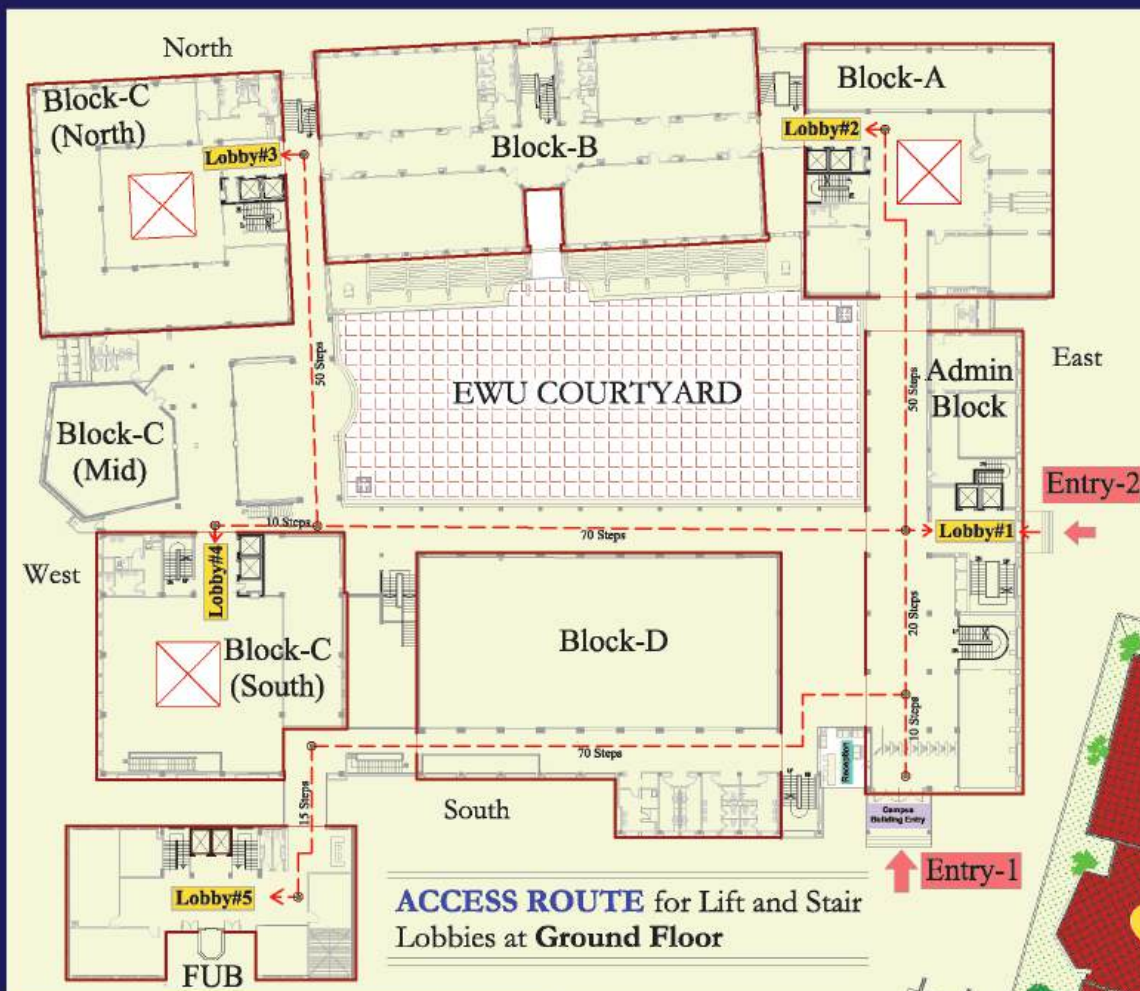 North
Block-C
(North)
Lobby#3
Block-B
Block-A
Lobby#2
50 Steps
EWU COURTYARD
50 Steps
East
Admin
Block
Block-C
(Mid)
Entry-2
10 Steps
70 Steps
Lobby#1
West
Lobby#4
Block-C
(South)
Block-D
20 Steps
10 Steps
70 Steps
Reception
15 Steps
South
Campus
Building Entry
Entry-1
Lobby#5
FUB
ACCESS ROUTE for Lift and Stair
Lobbies at Ground Floor